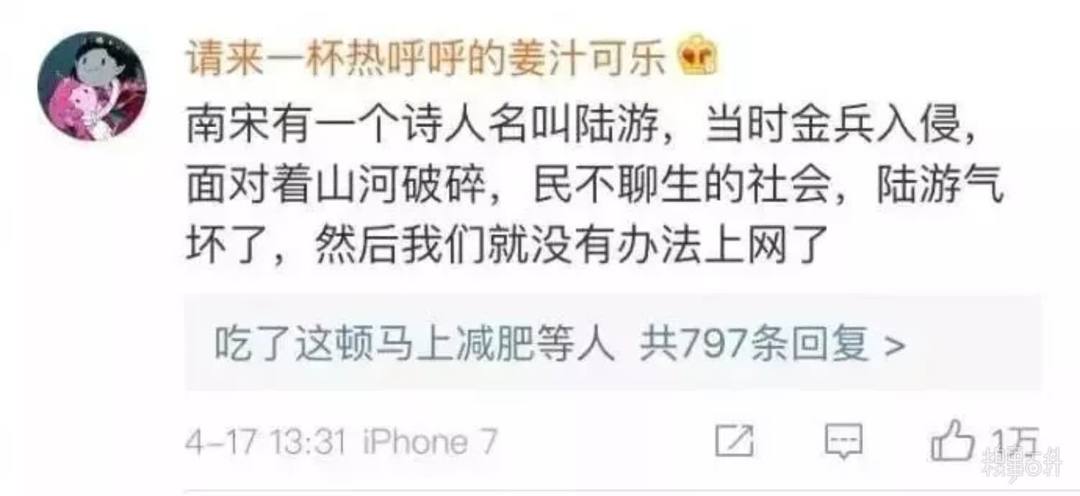 请来一杯热呼呼的姜汁可乐
南宋有一个诗人名叫陆游，当时金兵入侵，
面对着山河破碎，民不聊生的社会，陆游气
坏了，然后我们就没有办法上网了
吃了这顿马上减肥等人 共797条回复 >
4-17 13:31 iPhone 7 1万